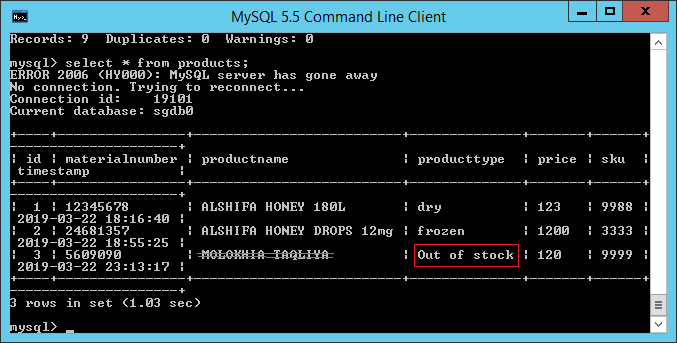 MySQL 5.5 Command Line Client
Records: 9  Duplicates: 0  Warnings: 0
mysql> select * from products;
ERROR 2006 (HY000): MySQL server has gone away
No connection. Trying to reconnect...
Connection id:    19101
Current database: sgdb0
+----+----------------+---------------------------+-------------+-------+------+
---------------------+
| id | materialnumber | productname               | producttype | price | sku  |
 timestamp           |
+----+----------------+---------------------------+-------------+-------+------+
---------------------+
|  1 | 12345678       | ALSHIFA HONEY 180L        | dry         | 123   | 9988 |
 2019-03-22 18:16:40 |
|  2 | 24681357       | ALSHIFA HONEY DROPS 12mg | frozen      | 1200  | 3333 |
 2019-03-22 18:55:25 |
|  3 | 5609090        | MOLOKHIA TAQLIYA          | Out of stock | 120   | 9999 |
 2019-03-22 23:13:17 |
+----+----------------+---------------------------+-------------+-------+------+
---------------------+
3 rows in set (1.03 sec)
mysql> _